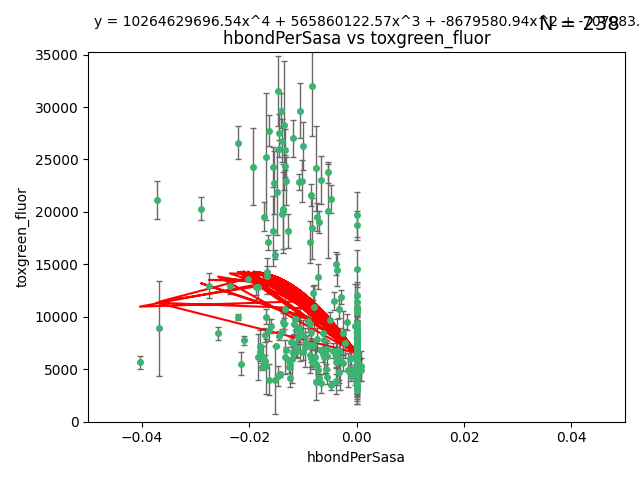 y = 10264629696.54x^4 + 565860122.57x^3 + -8679580.94x^2 +
N = 238
hbondPerSasa vs toxgreen_fluor
35000
30000
25000
20000
15000
10000
5000
0
toxgreen_fluor
−0.04 −0.02 0.00 0.02 0.04
hbondPerSasa